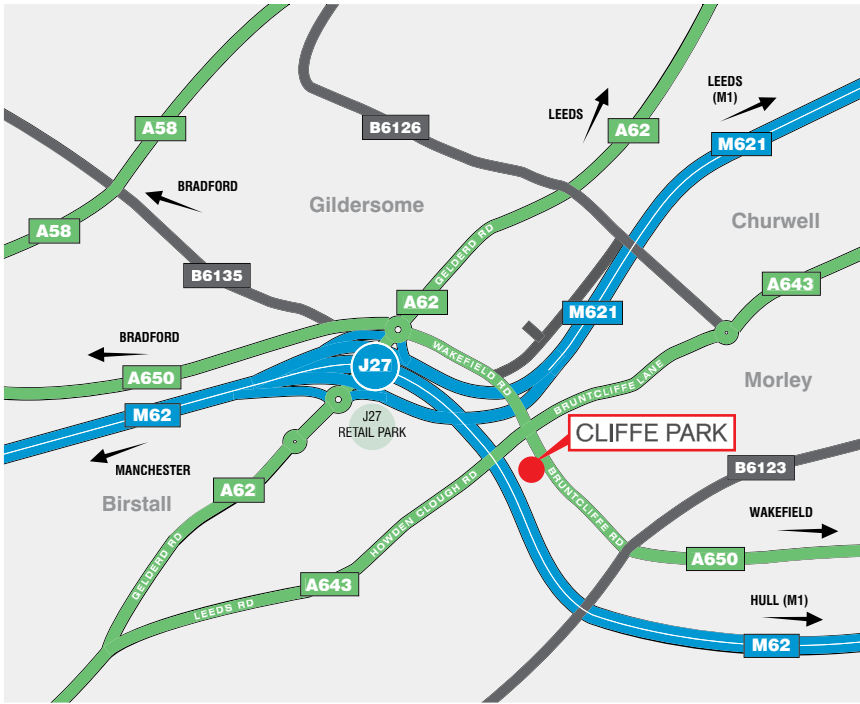 LEEDS
(M1)
LEEDS
A58
B6126
A62
M621
BRADFORD
Gildersome
Churwell
A58
GELDERD RD
B6135
A643
A62
M621
BRADFORD
WAKEFIELD RD
J27
A650
BRUNTCLIFFE LANE
Morley
M62
J27
RETAIL PARK
CLIFFE PARK
MANCHESTER
B6123
A62
Birstall
HOWDEN CLOUGH RD
BRUNTCLIFFE RD
WAKEFIELD
GELDERD RD
A650
A643
LEEDS RD
HULL (M1)
M62